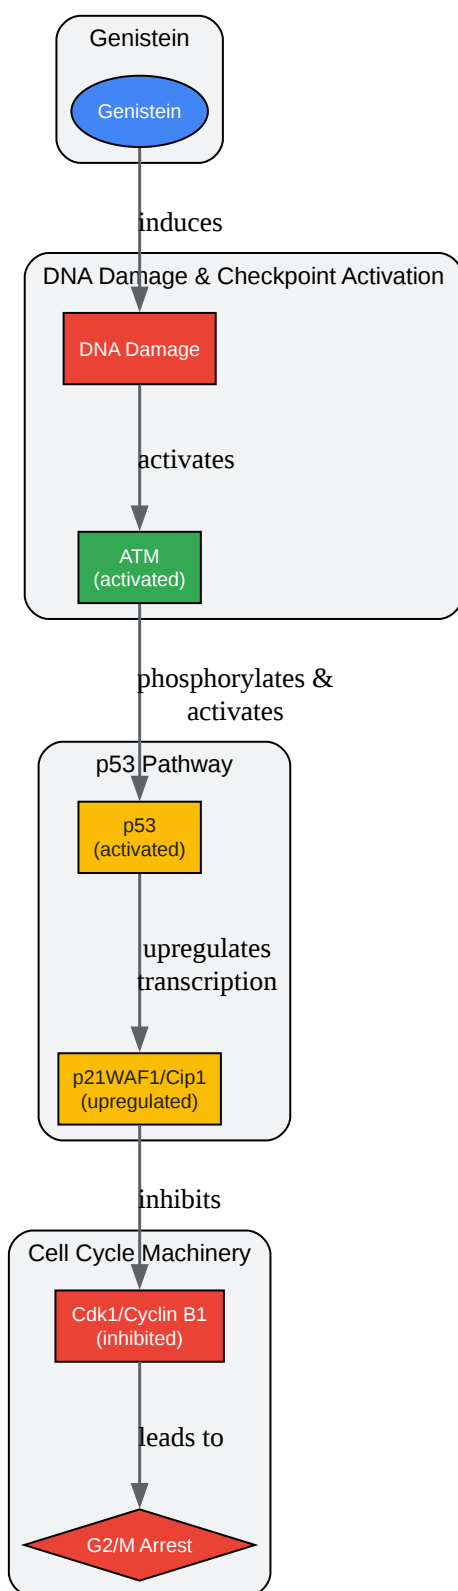 Genistein
Genistein
induces
DNA Damage & Checkpoint Activation
DNA Damage
activates
ATM
(activated)
phosphorylates &
activates
p53 Pathway
p53
(activated)
upregulates
transcription
p21WAF1/Cip1
(upregulated)
inhibits
Cell Cycle Machinery
Cdk1/Cyclin B1
(inhibited)
leads to
G2/M Arrest